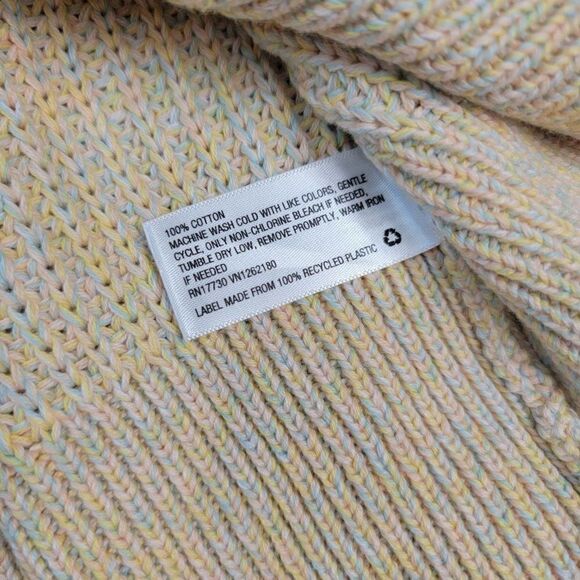 100% COTTON
MACHINE WASH COLD WITH LIKE COLORS, GENTLE
CYCLE, ONLY NON-CHLORINE BLEACH IF NEEDED,
TUMBLE DRY LOW, REMOVE PROMPTLY, WARM IRON
IF NEEDED
RN17730 VN1262180
LABEL MADE FROM 100% RECYCLED PLASTIC